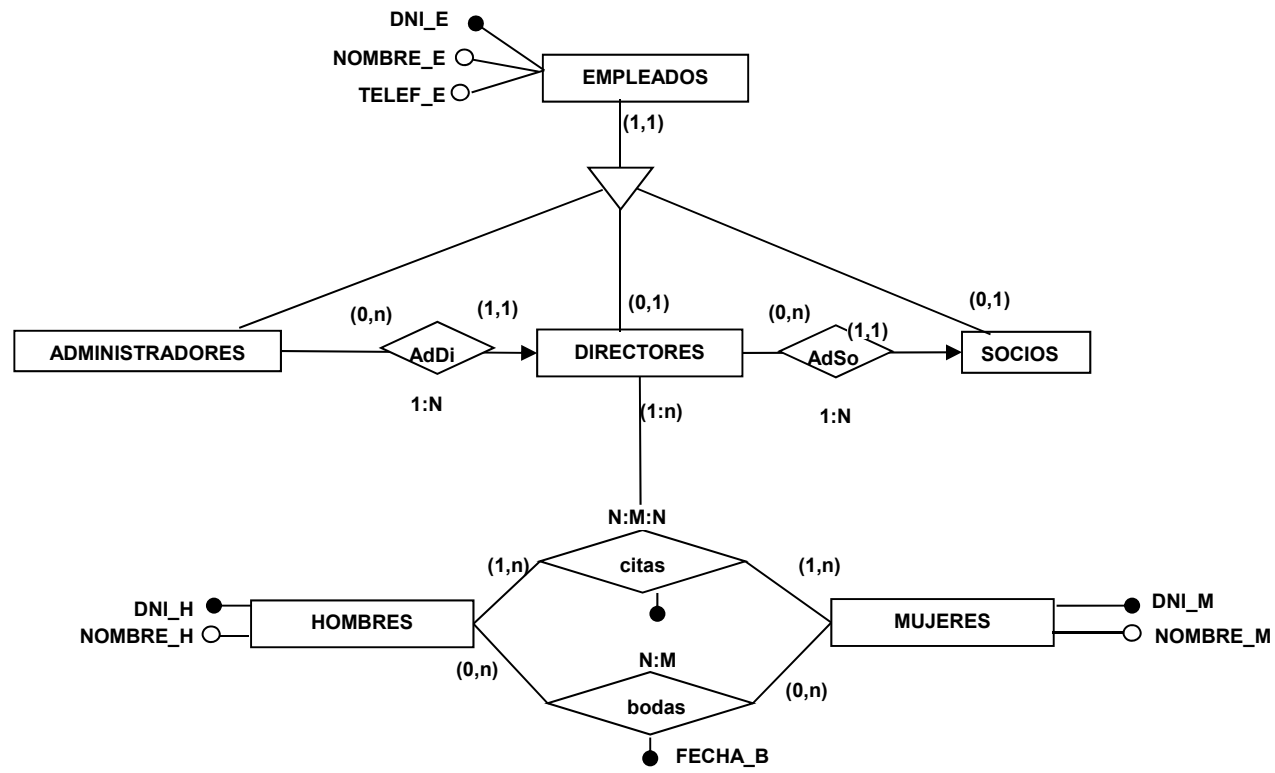 DNI_E
NOMBRE_E
EMPLEADOS
TELEF_E
(1,1)
(0,n)
(1,1)
(0,1)
(0,n)
(1,1)
(0,1)
ADMINISTRADORES
AdDi
DIRECTORES
AdSo
SOCIOS
1:N
(1:n)
1:N
N:M:N
(1,n)
citas
(1,n)
DNI_H
NOMBRE_H
HOMBRES
MUJERES
DNI_M
NOMBRE_M
(0,n)
N:M
(0,n)
bodas
FECHA_B